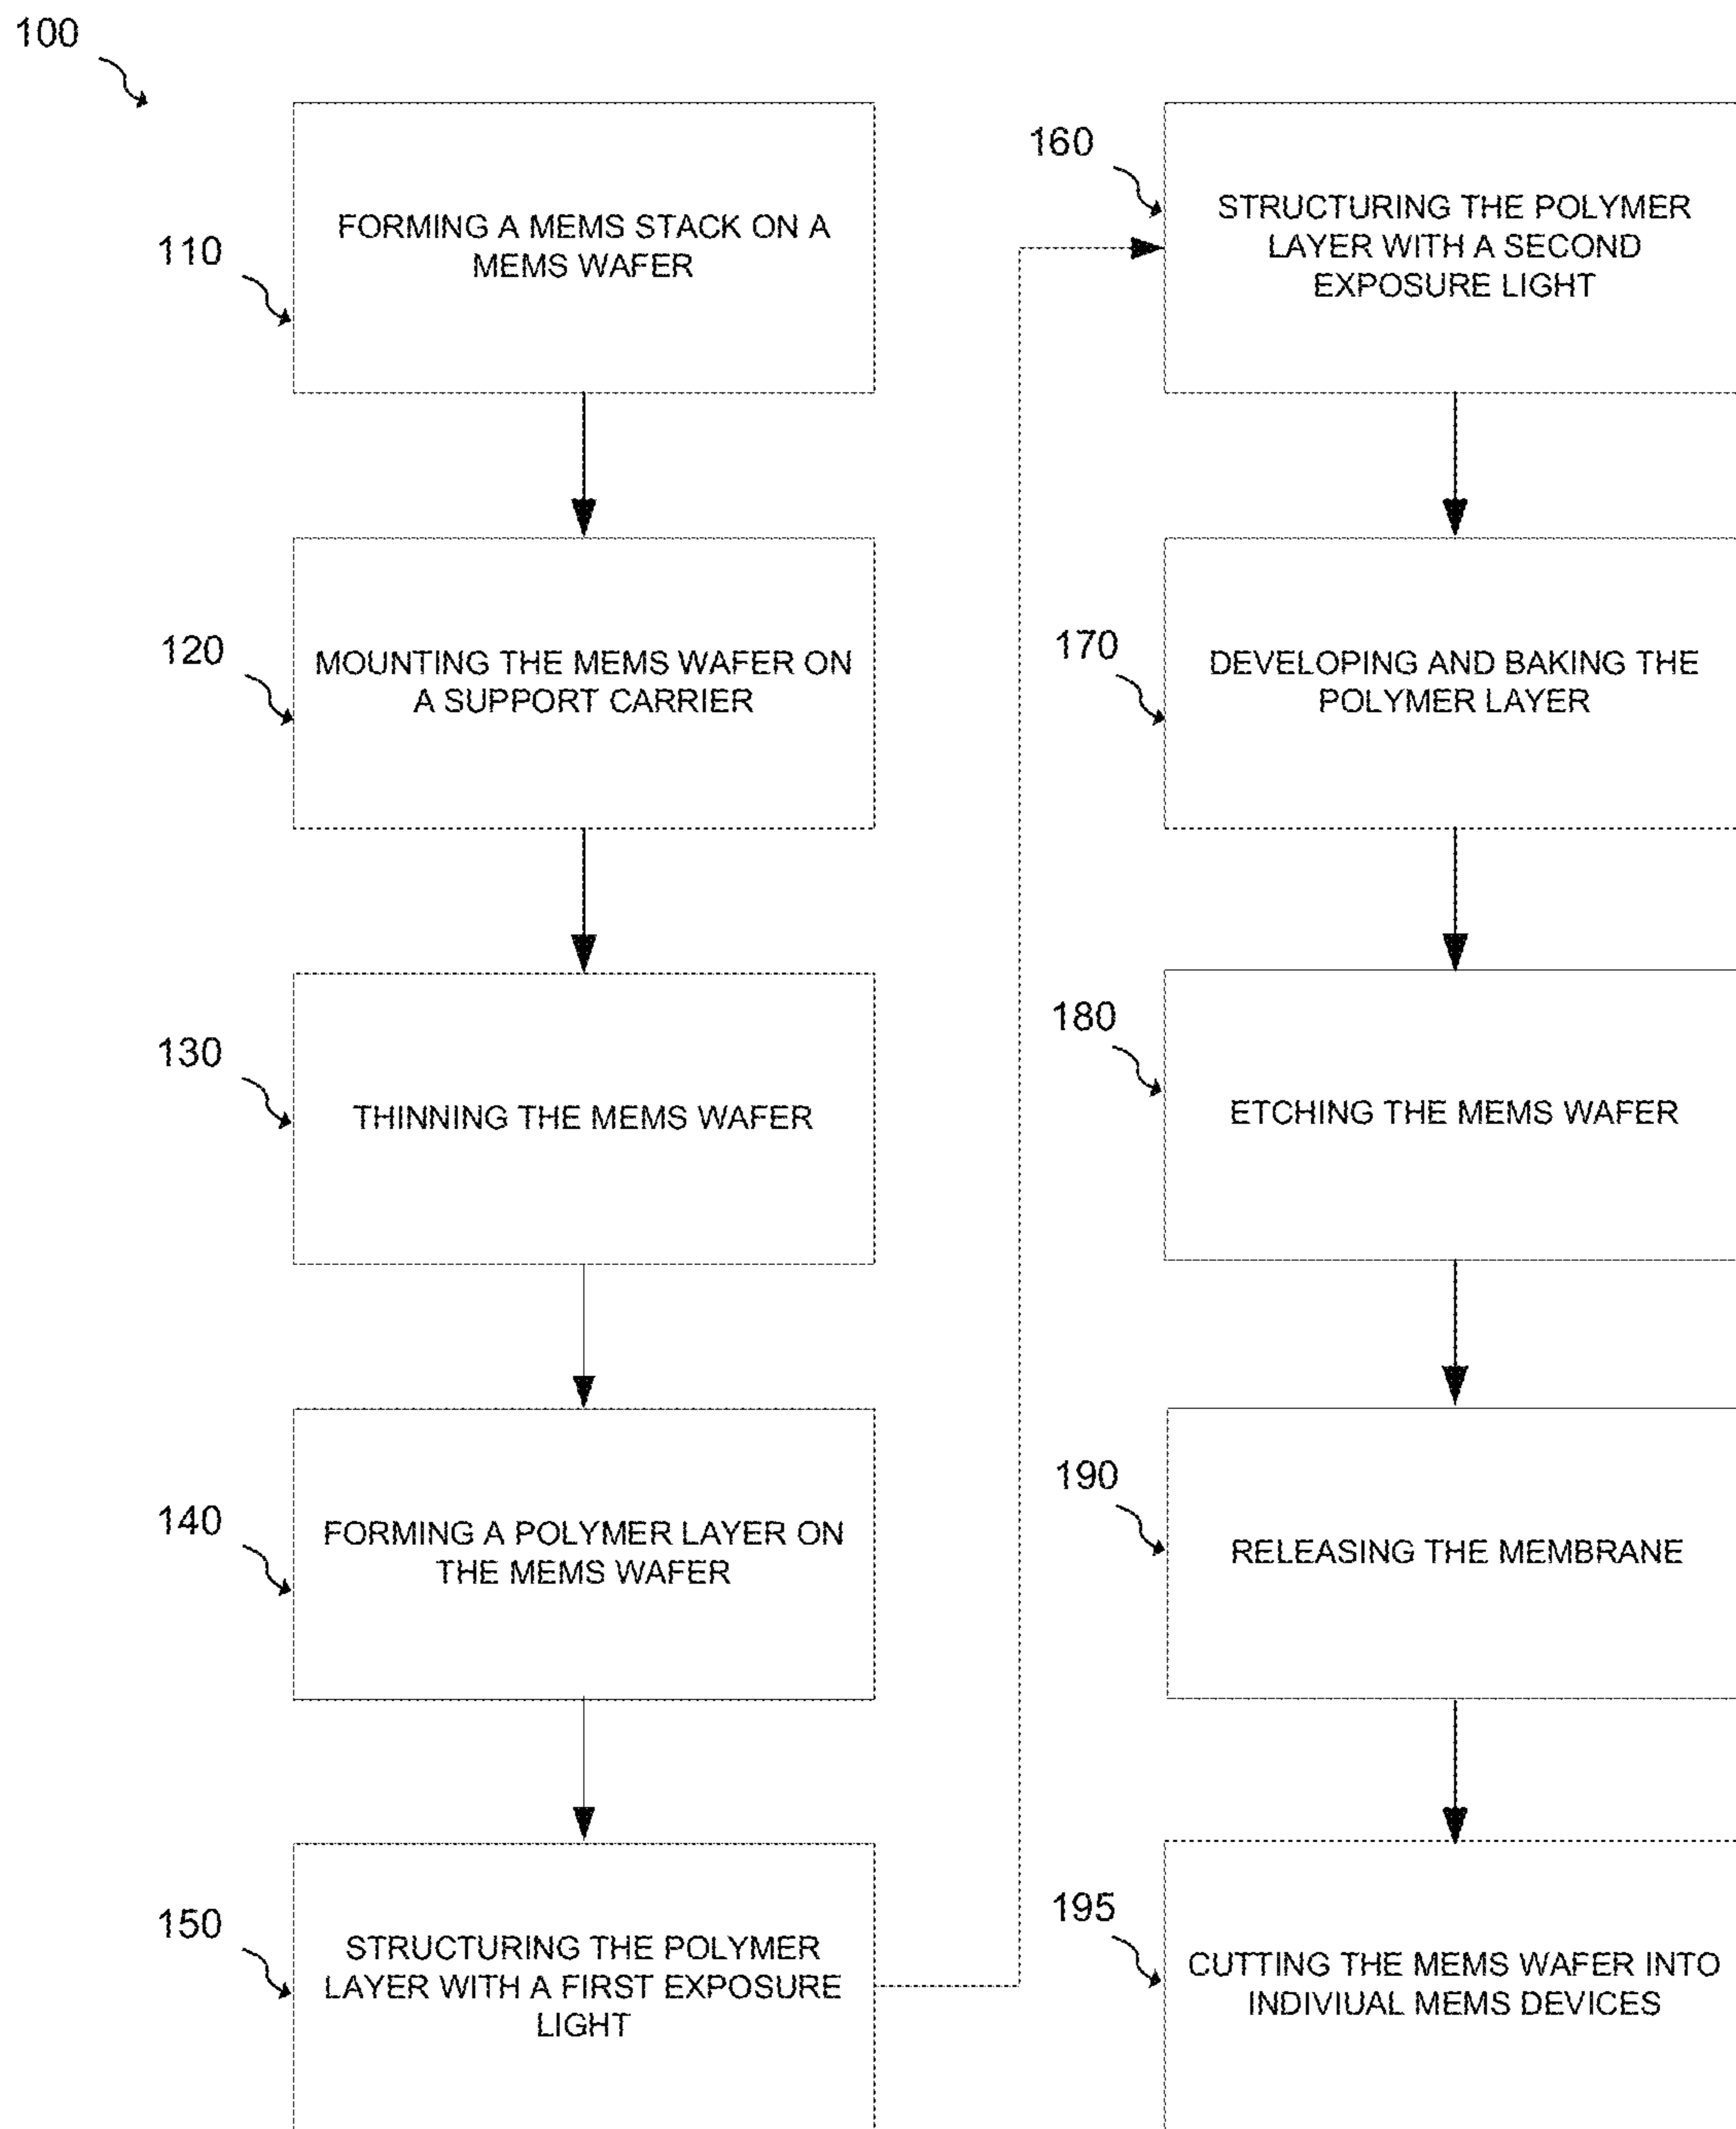 100
110
FORMING A MEMS STACK ON A
MEMS WAFER
120
MOUNTING THE MEMS WAFER ON
A SUPPORT CARRIER
130
THINNING THE MEMS WAFER
140
FORMING A POLYMER LAYER ON
THE MEMS WAFER
150
STRUCTURING THE POLYMER
LAYER WITH A FIRST EXPOSURE
LIGHT
160
STRUCTURING THE POLYMER
LAYER WITH A SECOND
EXPOSURE LIGHT
170
DEVELOPING AND BAKING THE
POLYMER LAYER
180
ETCHING THE MEMS WAFER
190
RELEASING THE MEMBRANE
195
CUTTING THE MEMS WAFER INTO
INDIVIUAL MEMS DEVICES